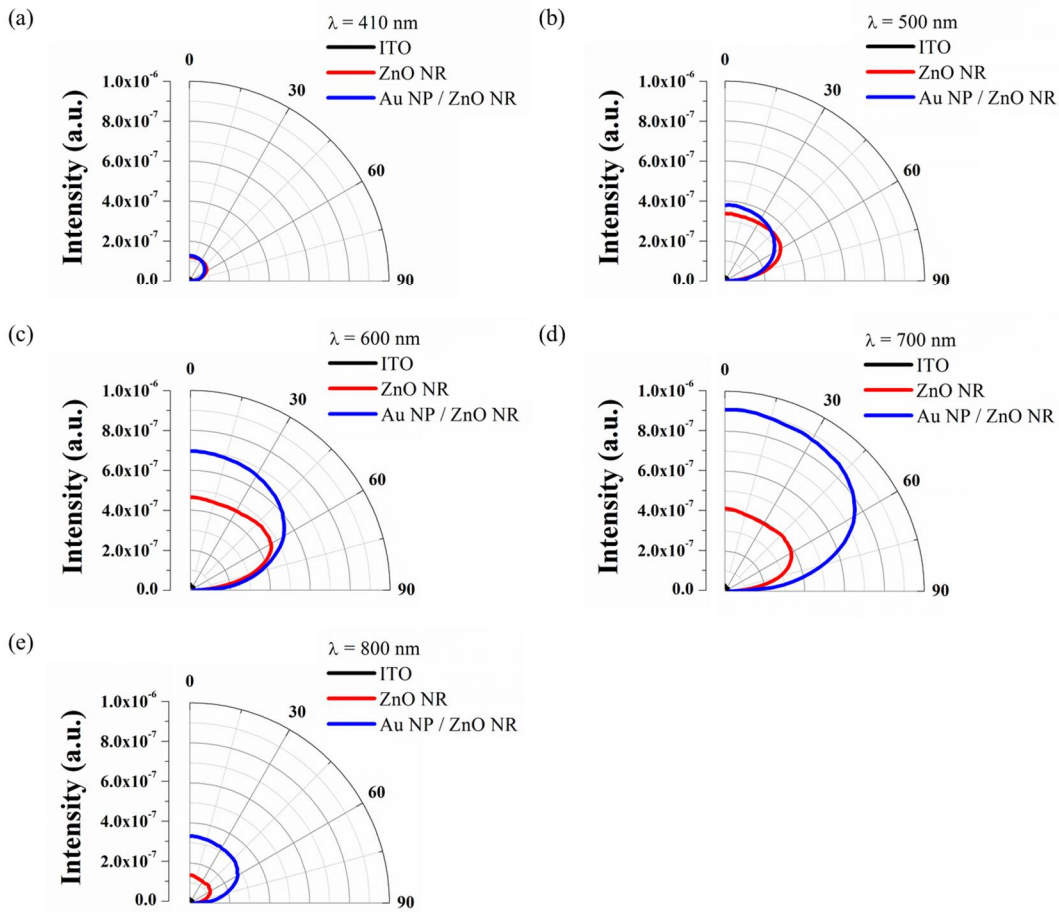 (a)
λ = 410 nm
ITO
ZnO NR
Au NP / ZnO NR
0
30
60
90
1.0x10⁻⁶
8.0x10⁻⁷
6.0x10⁻⁷
4.0x10⁻⁷
2.0x10⁻⁷
0.0
Intensity (a.u.)
(b)
λ = 500 nm
ITO
ZnO NR
Au NP / ZnO NR
0
30
60
90
1.0x10⁻⁶
8.0x10⁻⁷
6.0x10⁻⁷
4.0x10⁻⁷
2.0x10⁻⁷
0.0
Intensity (a.u.)
(c)
λ = 600 nm
ITO
ZnO NR
Au NP / ZnO NR
0
30
60
90
1.0x10⁻⁶
8.0x10⁻⁷
6.0x10⁻⁷
4.0x10⁻⁷
2.0x10⁻⁷
0.0
Intensity (a.u.)
(d)
λ = 700 nm
ITO
ZnO NR
Au NP / ZnO NR
0
30
60
90
1.0x10⁻⁶
8.0x10⁻⁷
6.0x10⁻⁷
4.0x10⁻⁷
2.0x10⁻⁷
0.0
Intensity (a.u.)
(e)
λ = 800 nm
ITO
ZnO NR
Au NP / ZnO NR
0
30
60
90
1.0x10⁻⁶
8.0x10⁻⁷
6.0x10⁻⁷
4.0x10⁻⁷
2.0x10⁻⁷
0.0
Intensity (a.u.)